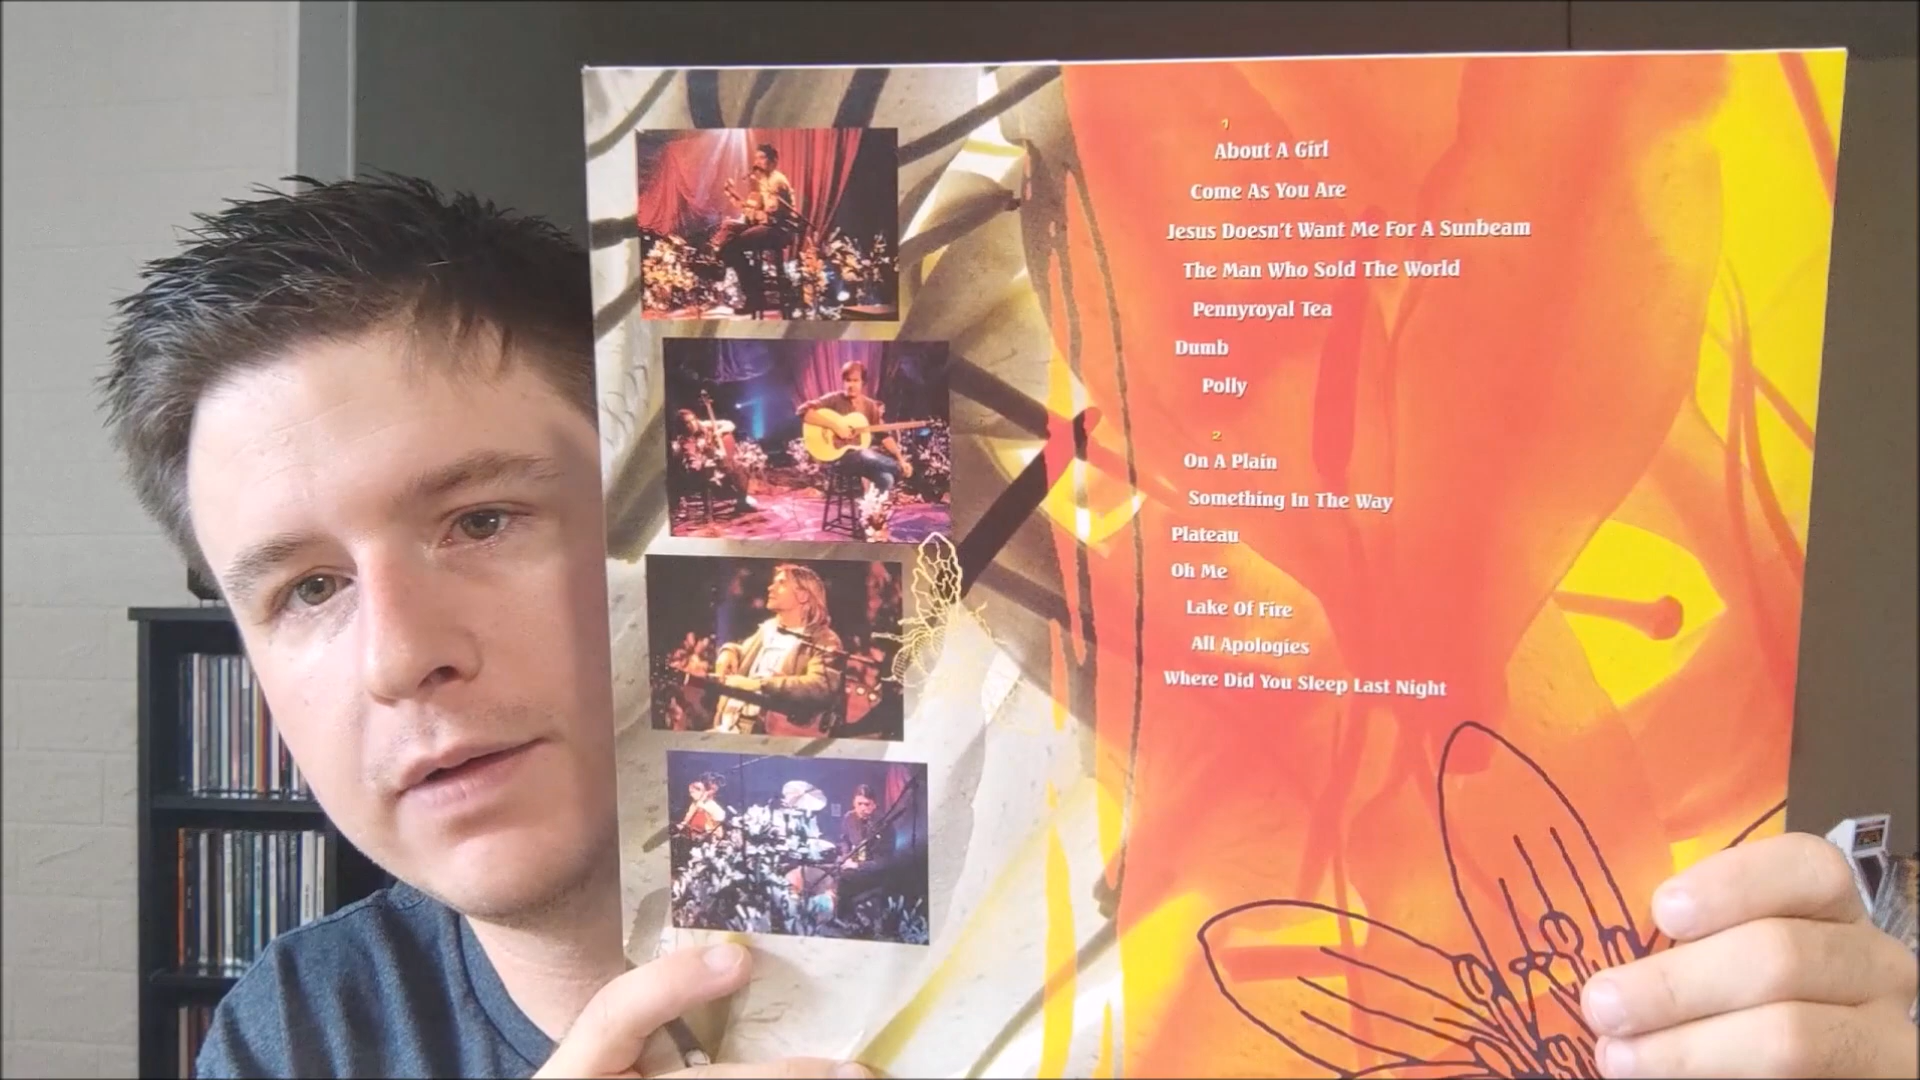 1
About A Girl
Come As You Are
Jesus Doesn't Want Me For A Sunbeam
The Man Who Sold The World
Pennyroyal Tea
Dumb
Polly
2
On A Plain
Something In The Way
Plateau
Oh Me
Lake Of Fire
All Apologies
Where Did You Sleep Last Night